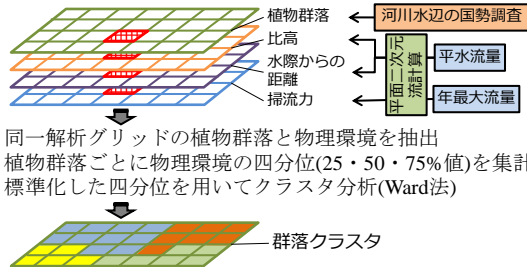 植物群落
比高
水際からの
距離
掃流力
河川水辺の国勢調査
平面二次元
流計算
平水流量
年最大流量
同一解析グリッドの植物群落と物理環境を抽出
植物群落ごとに物理環境の四分位(25・50・75%値)を集計
標準化した四分位を用いてクラスタ分析(Ward法)
群落クラスタ